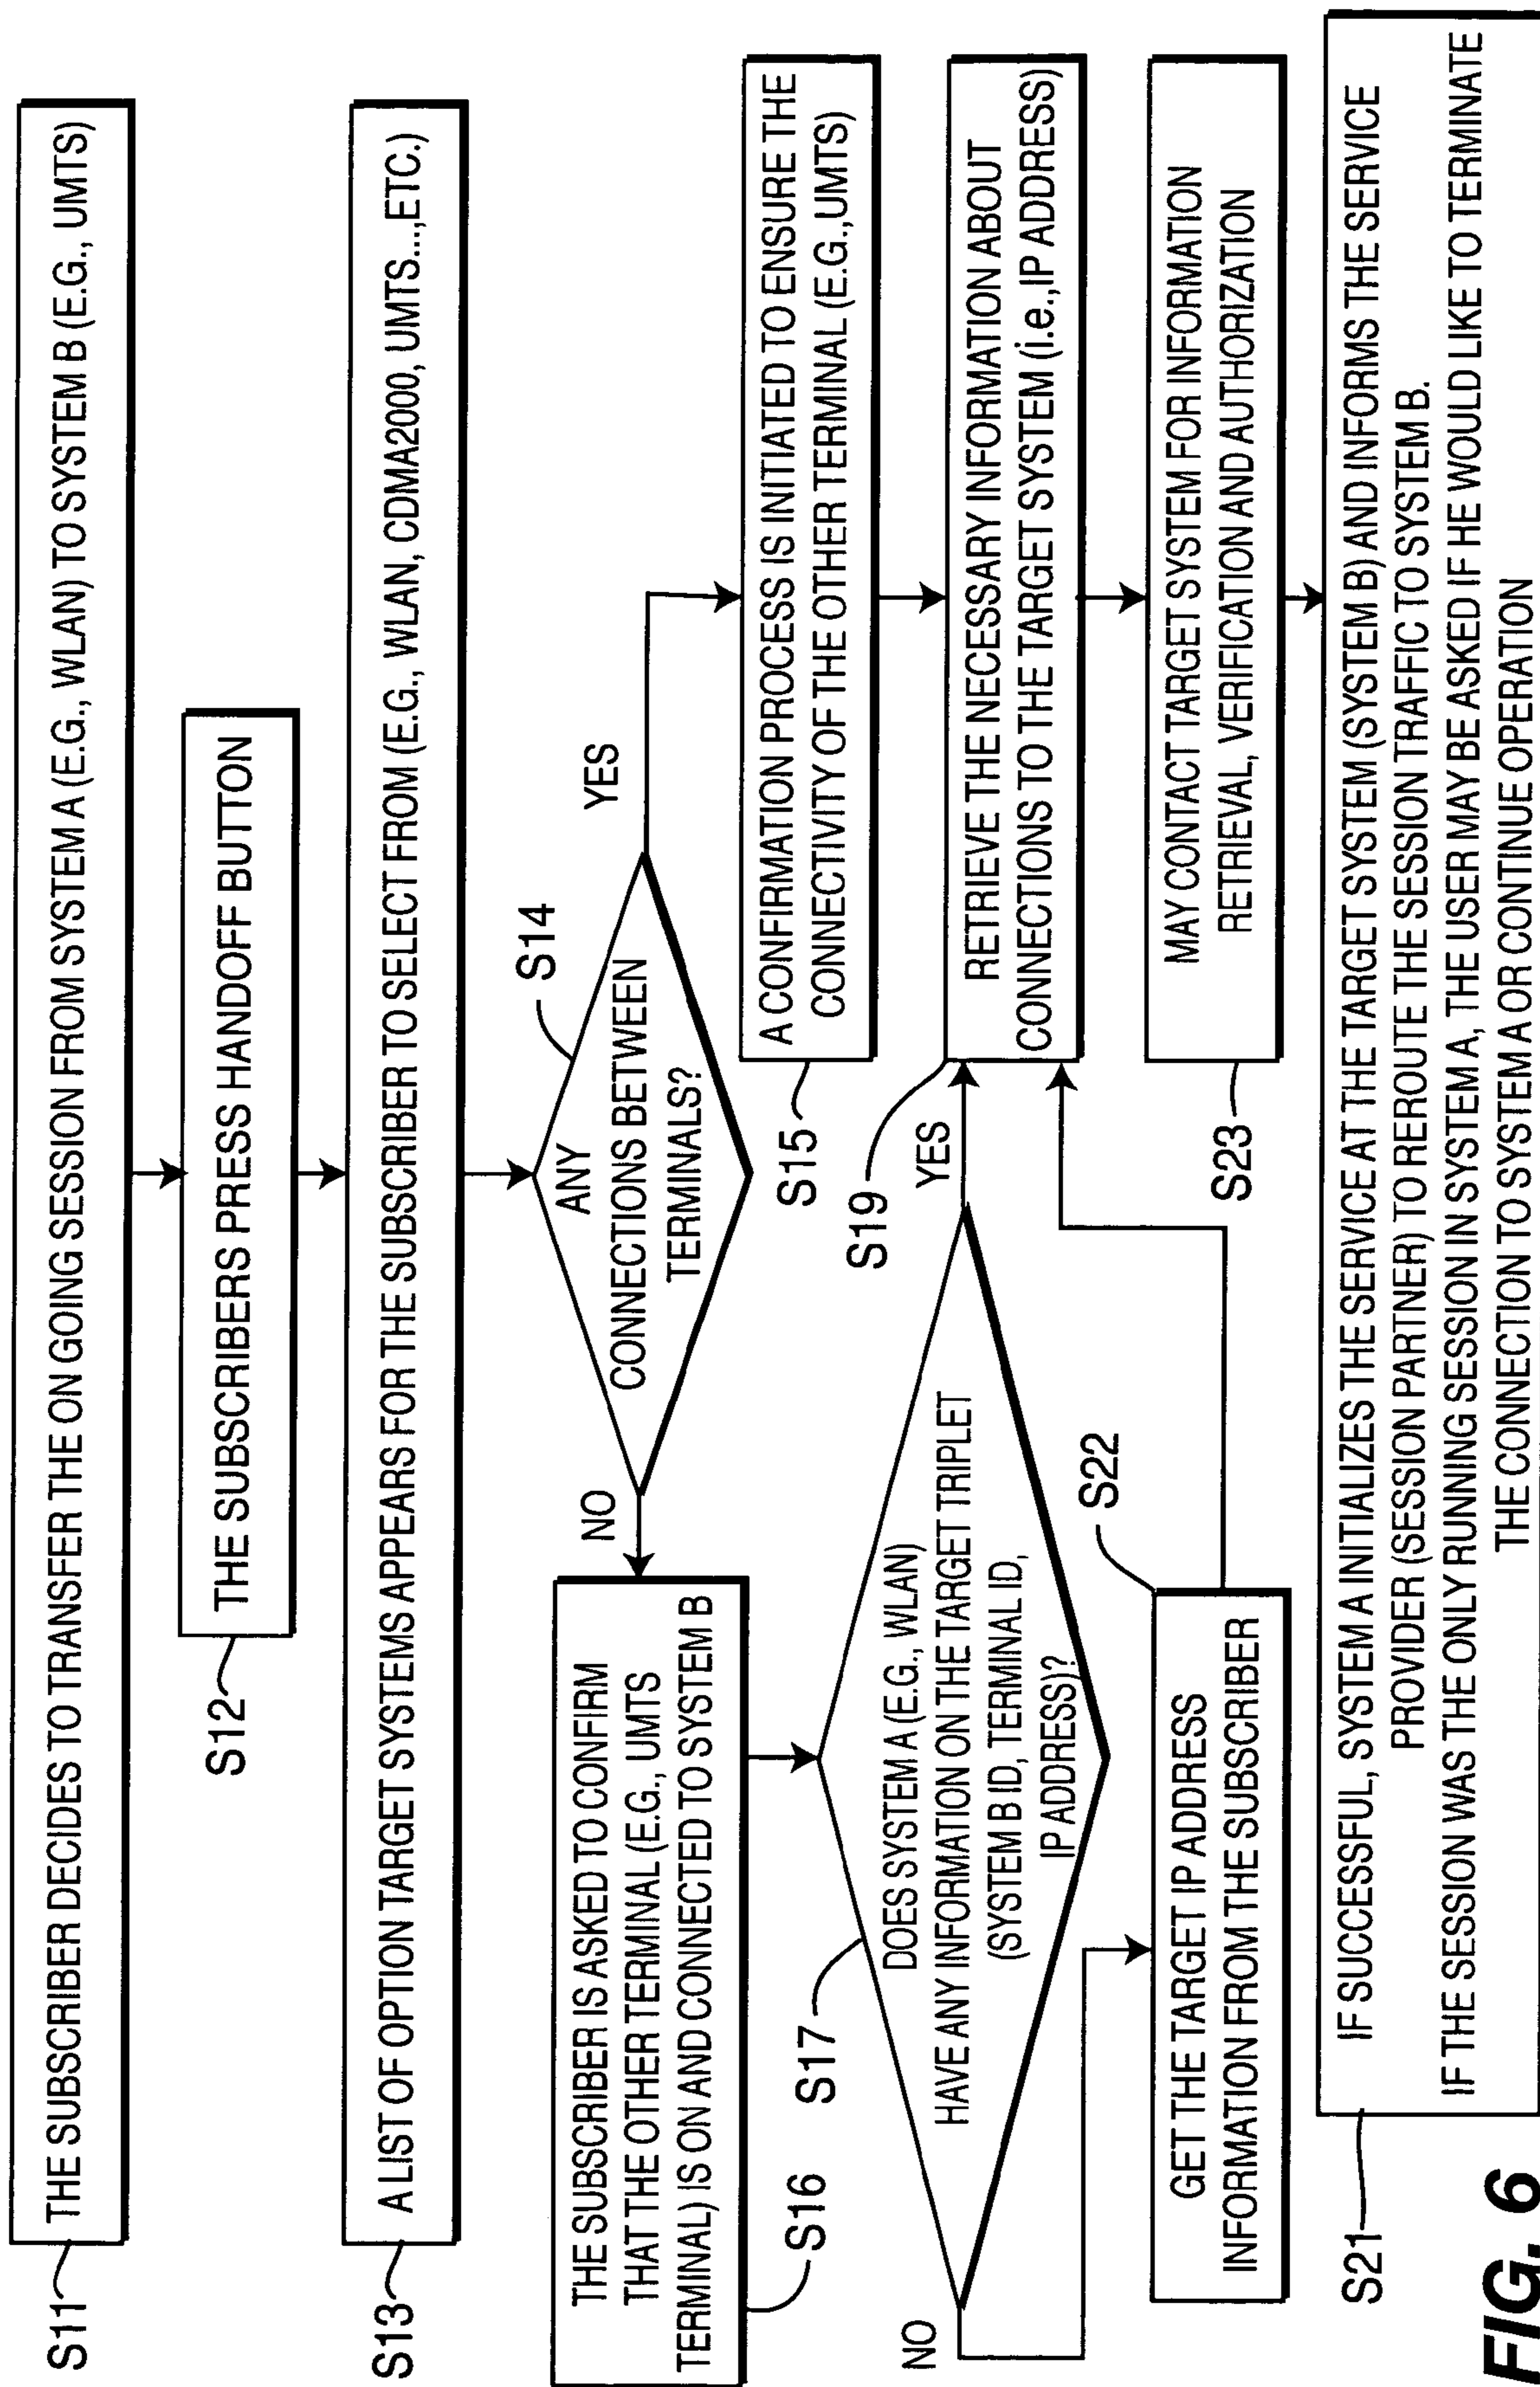 S11
THE SUBSCRIBER DECIDES TO TRANSFER THE ON GOING SESSION FROM SYSTEM A (E.G., WLAN) TO SYSTEM B (E.G., UMTS)
S12
THE SUBSCRIBERS PRESS HANDOFF BUTTON
S13
A LIST OF OPTION TARGET SYSTEMS APPEARS FOR THE SUBSCRIBER TO SELECT FROM (E.G., WLAN, CDMA2000, UMTS...,ETC.)
S14
ANY
CONNECTIONS BETWEEN
TERMINALS?
NO
YES
THE SUBSCRIBER IS ASKED TO CONFIRM
THAT THE OTHER TERMINAL (E.G., UMTS
TERMINAL) IS ON AND CONNECTED TO SYSTEM B
S16
A CONFIRMATION PROCESS IS INITIATED TO ENSURE THE
CONNECTIVITY OF THE OTHER TERMINAL (E.G.,UMTS)
S15
S17
DOES SYSTEM A (E.G., WLAN)
HAVE ANY INFORMATION ON THE TARGET TRIPLET
(SYSTEM B ID, TERMINAL ID,
IP ADDRESS)?
NO
YES
S19
RETRIEVE THE NECESSARY INFORMATION ABOUT
CONNECTIONS TO THE TARGET SYSTEM (i.e.,IP ADDRESS)
S22
GET THE TARGET IP ADDRESS
INFORMATION FROM THE SUBSCRIBER
MAY CONTACT TARGET SYSTEM FOR INFORMATION
RETRIEVAL, VERIFICATION AND AUTHORIZATION
S23
S21
IF SUCCESSFUL, SYSTEM A INITIALIZES THE SERVICE AT THE TARGET SYSTEM (SYSTEM B) AND INFORMS THE SERVICE
PROVIDER (SESSION PARTNER) TO REROUTE THE SESSION TRAFFIC TO SYSTEM B.
IF THE SESSION WAS THE ONLY RUNNING SESSION IN SYSTEM A, THE USER MAY BE ASKED IF HE WOULD LIKE TO TERMINATE
THE CONNECTION TO SYSTEM A OR CONTINUE OPERATION
FIG. 6